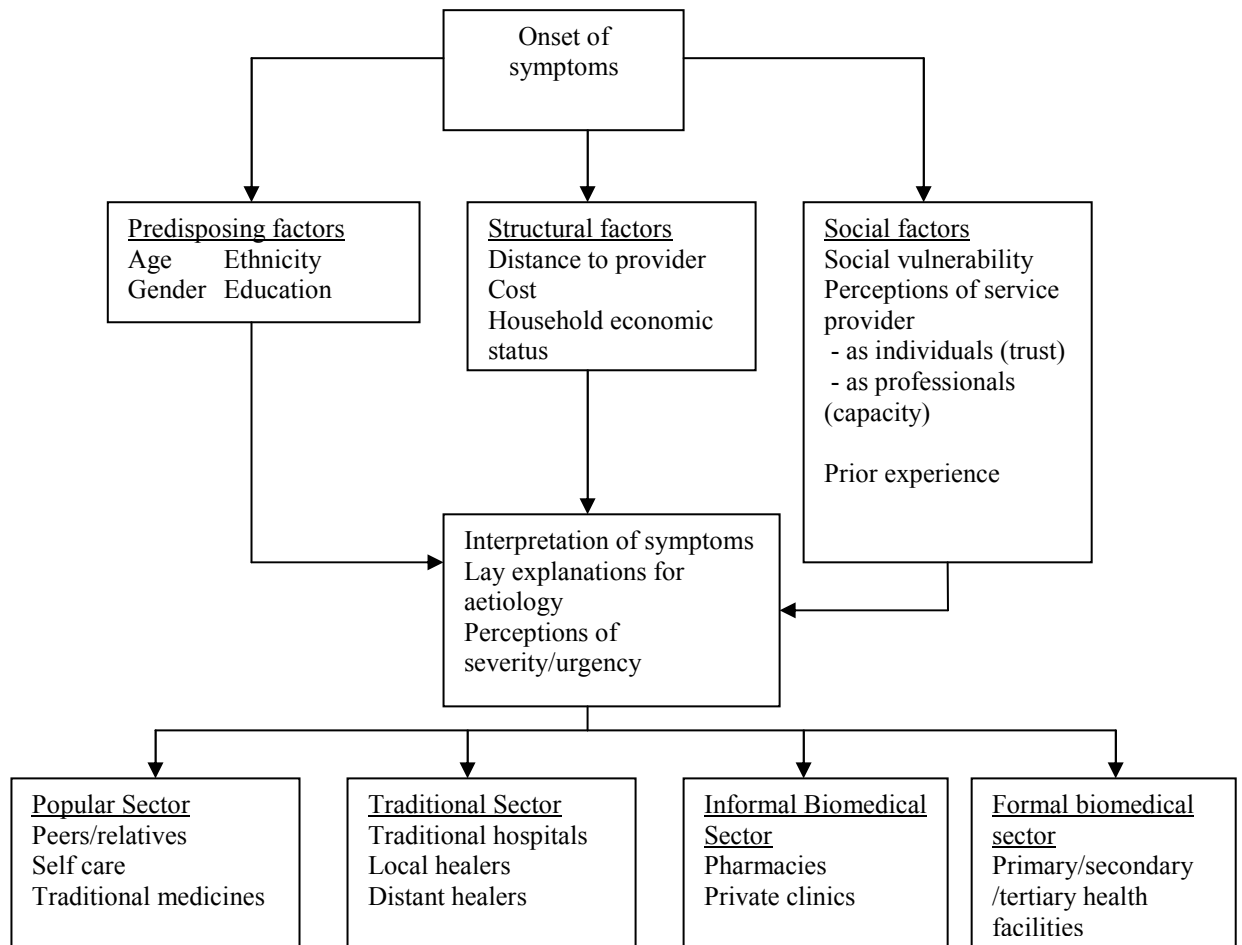 Onset of
symptoms
Predisposing factors
Age Ethnicity
Gender Education
Structural factors
Distance to provider
Cost
Household economic
status
Social factors
Social vulnerability
Perceptions of service
provider
- as individuals (trust)
- as professionals
(capacity)
Prior experience
Interpretation of symptoms
Lay explanations for
aetiology
Perceptions of
severity/urgency
Popular Sector
Peers/relatives
Self care
Traditional medicines
Traditional Sector
Traditional hospitals
Local healers
Distant healers
Informal Biomedical
Sector
Pharmacies
Private clinics
Formal biomedical
sector
Primary/secondary
/tertiary health
facilities